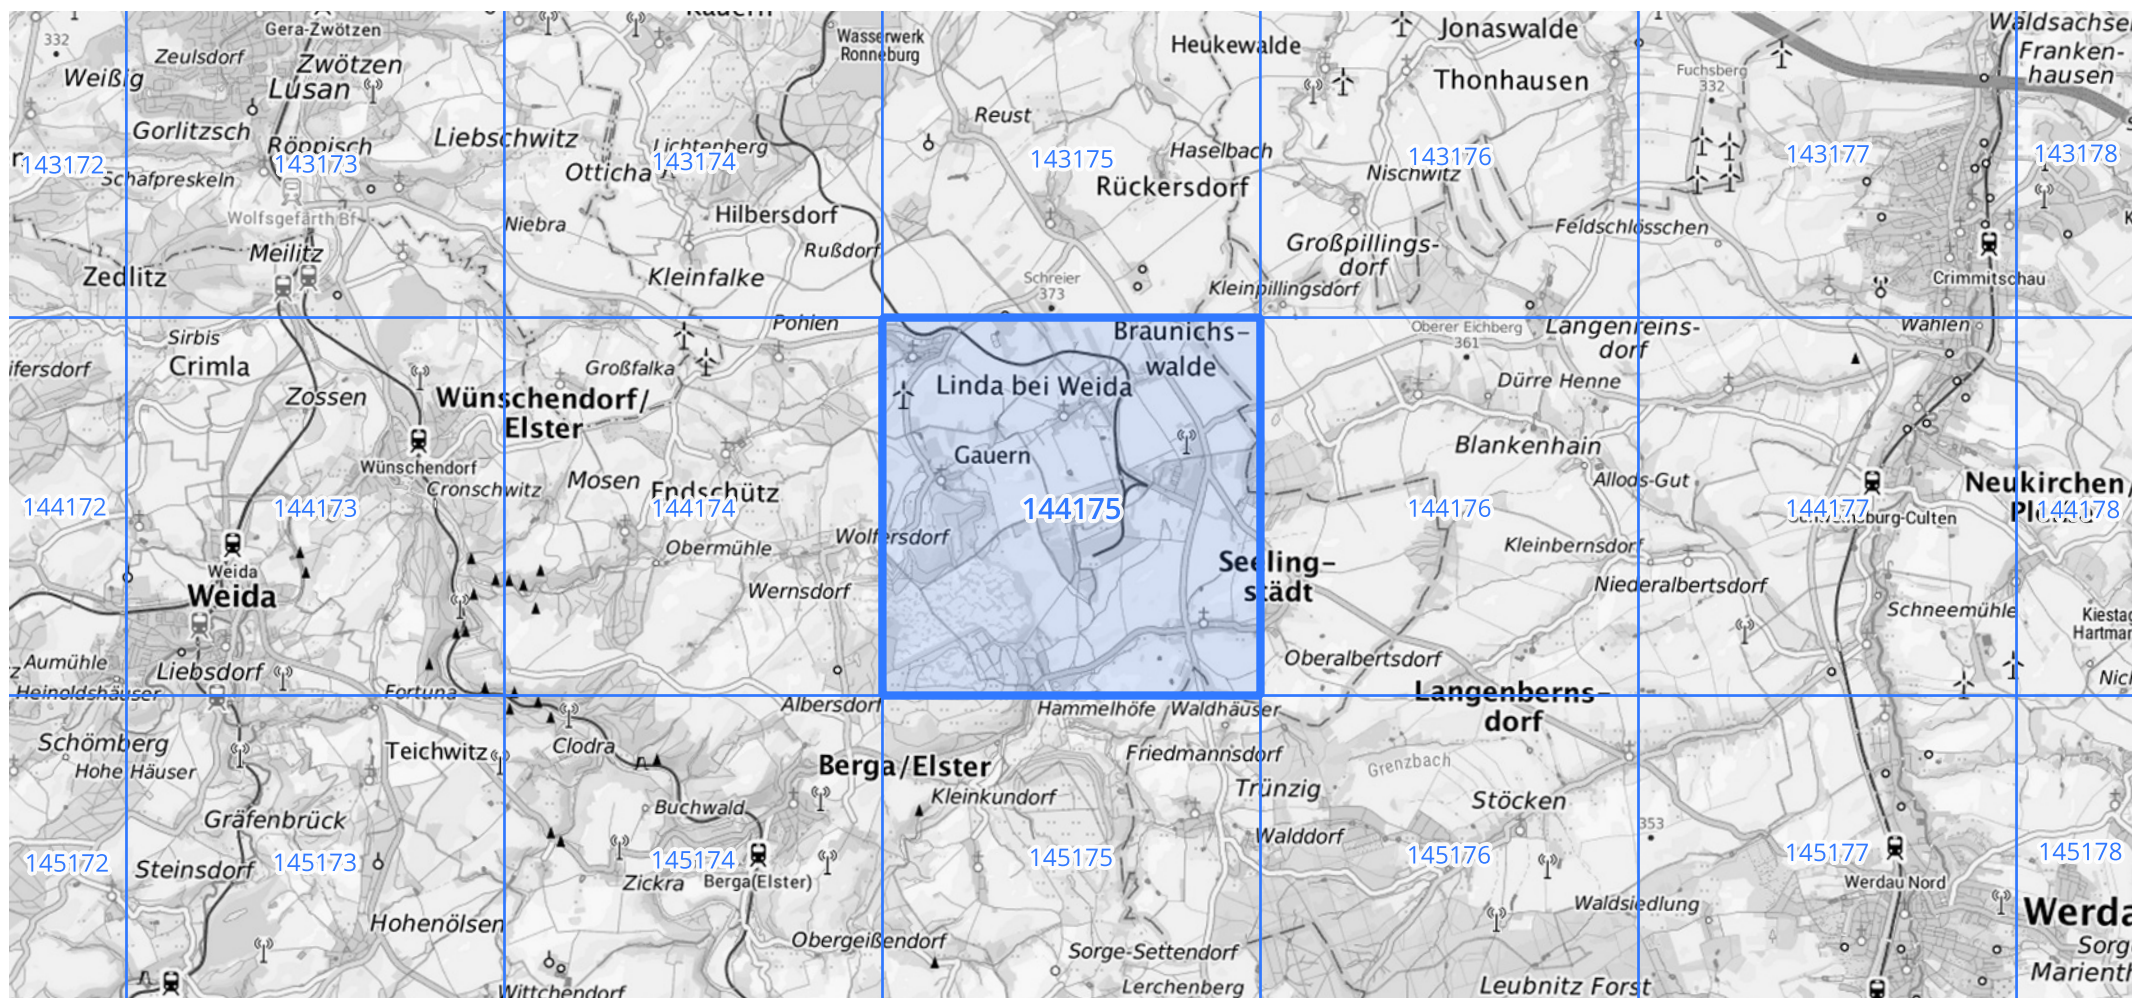 Gera-Zwötzen
332
Zeulsdorf
Zwötzen
Weißig
Lusan
Gorlitzsch
Röppisch
Liebschwitz
143172
143173
Schafpreskeln
Wolfsgefärth Bf
Meilitz
Zedlitz
Wasserwerk
Ronneburg
Lichtenberg
143174
Otticha
Niebra
Hilbersdorf
Rußdorf
Kleinfalke
Heukewalde
Reust
Haselbach
143175
Rückersdorf
Schreier
373
Kleinpillingsdorf
Jonaswalde
Thonhausen
143176
Nischwitz
Großpillings-
dorf
Feldschlösschen
Fuchsberg
332
143177
Waldsachsen
Franken-
hausen
143178
Crimmitschau
Sirbis
Crimla
Zossen
Wünschendorf/
Elster
Wünschendorf
Cronschwitz
144172
144173
Weida
Weida
Aumühle
Liebsdorf
Heinoldshäuser
Fortuna
Pohlen
Großfalka
Mosen
Endschütz
144174
Wolfersdorf
Obermühle
Wernsdorf
Braunichs-
walde
Linda bei Weida
Gauern
144175
Seeling-
städt
Oberer Eichberg
361
Langenreins-
dorf
Dürre Henne
Blankenhain
Allods-Gut
144176
Kleinbernsdorf
Niederalbertsdorf
Oberalbertsdorf
Langenberns-
dorf
Wahlen
Neukirchen/
144177
144178
Schneemühle
Schömberg
Hohe Häuser
Teichwitz
Gräfenbrück
Steinsdorf
145172
145173
Hohenölsen
Albersdorf
Clodra
Berga/Elster
Buchwald
145174
Zickra
Berga(Elster)
Obergeißendorf
Wittchendorf
Hammelhöfe
Waldhäuser
Friedmannsdorf
Kleinkundorf
Trünzig
145175
Walddorf
Sorge-Settendorf
Lerchenberg
Grenzbach
Stöcken
353
145176
Waldsiedlung
Leubnitz Forst
145177
145178
Werdau Nord